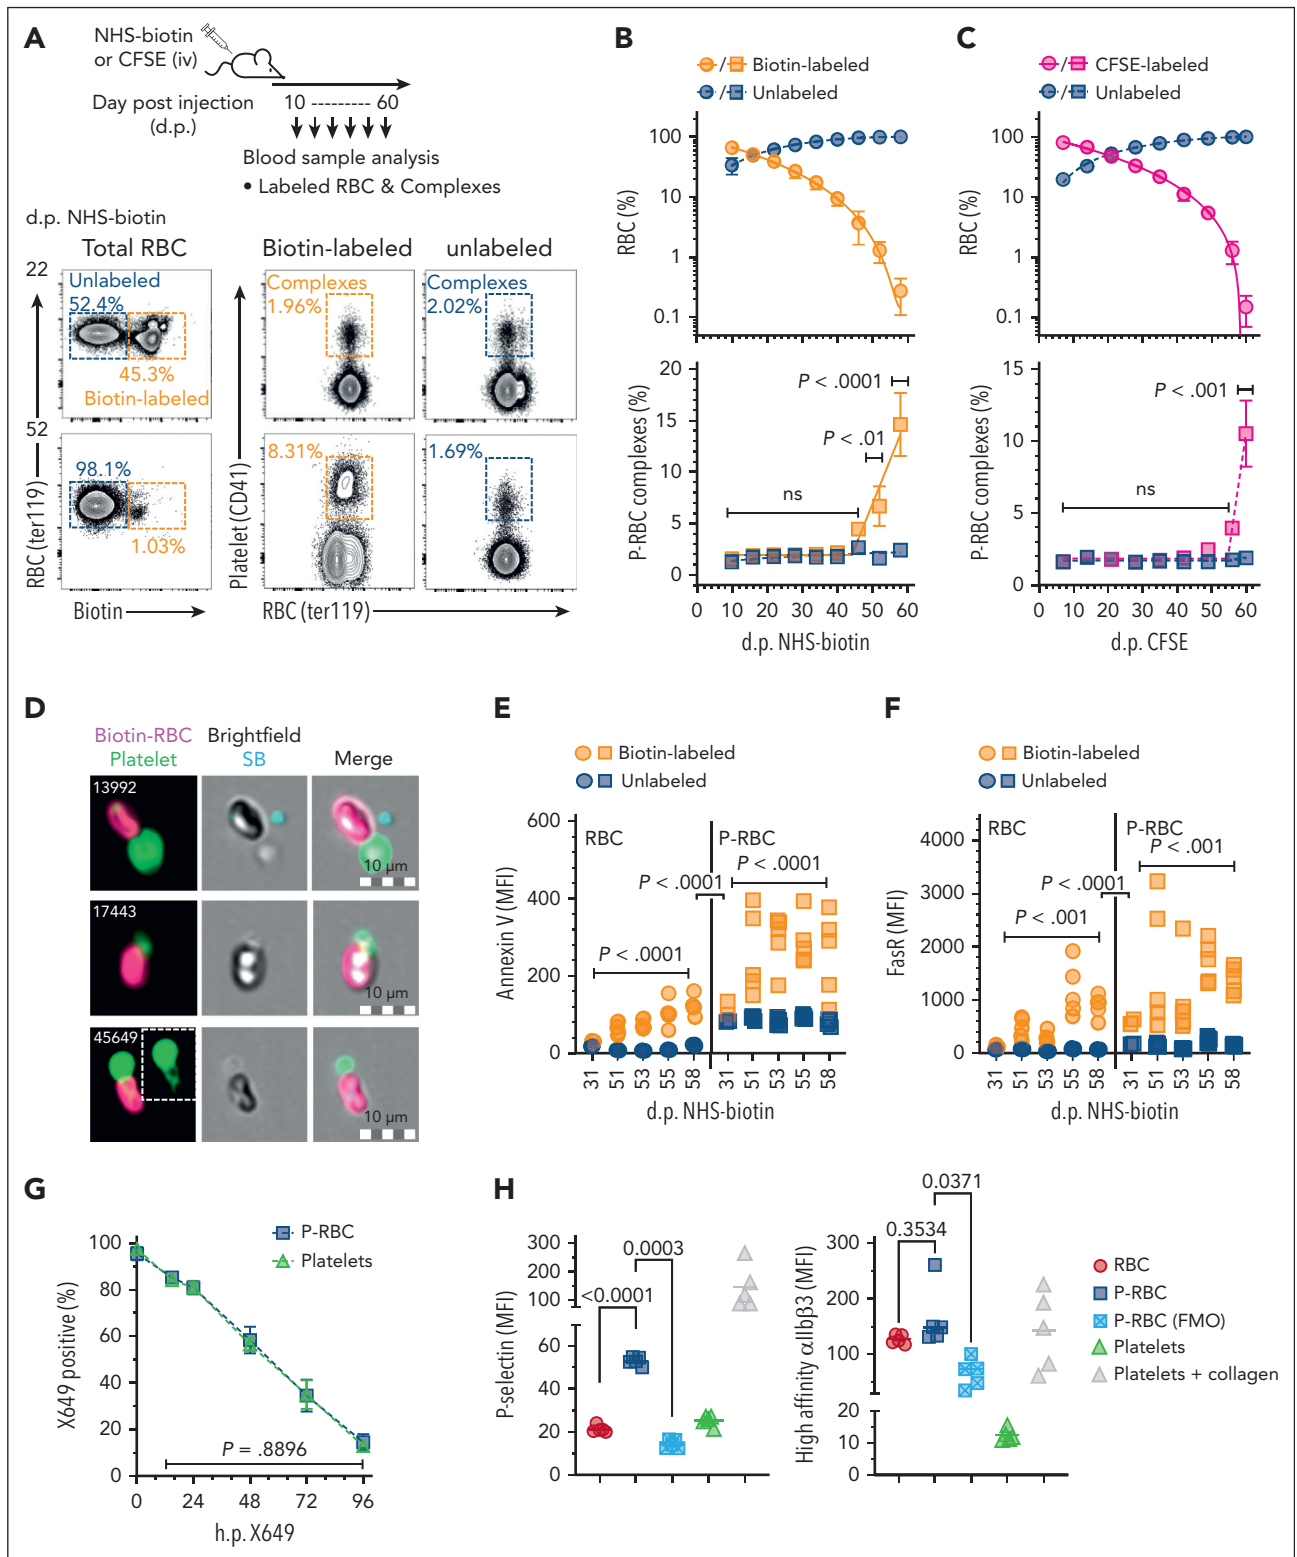 A
NHS-biotin
or CFSE (iv)
Day post injection
(d.p.)
10 --------- 60
Blood sample analysis
• Labeled RBC & Complexes
d.p. NHS-biotin
Total RBC
Biotin-labeled
unlabeled
22
52
Unlabeled
52.4%
45.3%
Biotin-labeled
Complexes
1.96%
Complexes
2.02%
98.1%
1.03%
8.31%
1.69%
RBC (ter119)
Platelet (CD41)
Biotin
RBC (ter119)
B
/ Biotin-labeled
/ Unlabeled
RBC (%)
100
10
1
0.1
P-RBC complexes (%)
20
15
10
5
0
P < .0001
P < .01
ns
0 10 20 30 40 50 60
d.p. NHS-biotin
C
/ CFSE-labeled
/ Unlabeled
RBC (%)
100
10
1
0.1
P-RBC complexes (%)
15
10
5
0
P < .001
ns
0 10 20 30 40 50 60
d.p. CFSE
D
Biotin-RBC
Platelet
Brightfield
SB
Merge
13992
10 µm
17443
10 µm
45649
10 µm
E
Biotin-labeled
Unlabeled
Annexin V (MFI)
600
400
200
0
RBC
P-RBC
P < .0001
P < .0001
P < .0001
31 51 53 55 58 31 51 53 55 58
d.p. NHS-biotin
F
Biotin-labeled
Unlabeled
FasR (MFI)
4000
3000
2000
1000
0
RBC
P-RBC
P < .001
P < .0001
P < .001
31 51 53 55 58 31 51 53 55 58
d.p. NHS-biotin
G
P-RBC
Platelets
X649 positive (%)
100
80
60
40
20
0
P = .8896
0 24 48 72 96
h.p. X649
H
P-selectin (MFI)
300
200
100
60
40
20
0
<0.0001
0.0003
High affinity αIIbβ3 (MFI)
300
200
100
20
10
0
0.3534
0.0371
RBC
P-RBC
P-RBC (FMO)
Platelets
Platelets + collagen